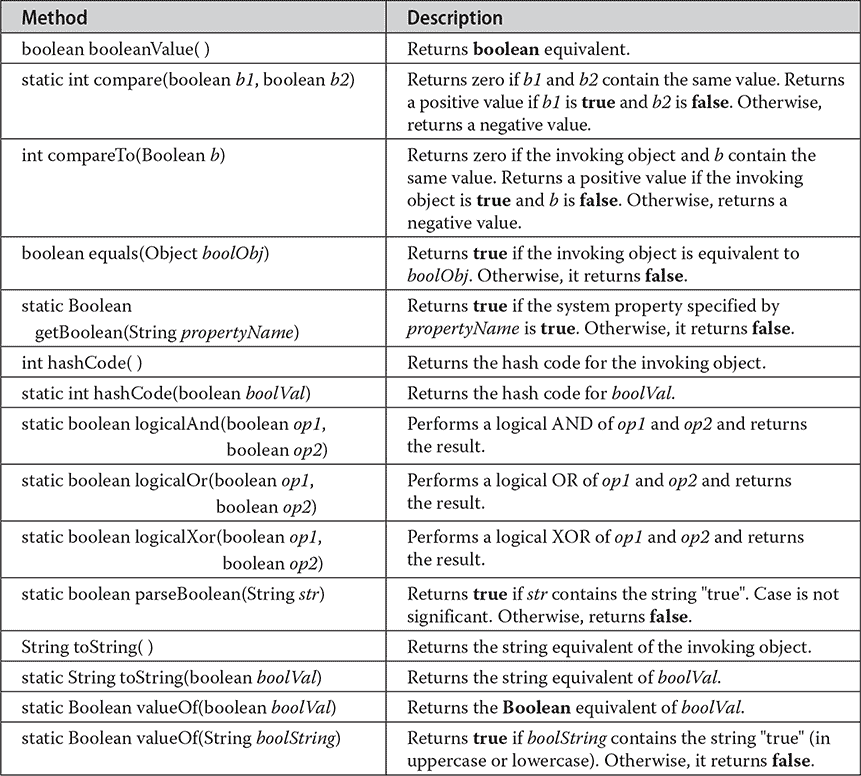 Method Description
boolean booleanValue( ) Returns boolean equivalent.
static int compare(boolean b1, boolean b2) Returns zero if b1 and b2 contain the same value. Returns
a positive value if b1 is true and b2 is false. Otherwise,
returns a negative value.
int compareTo(Boolean b) Returns zero if the invoking object and b contain the
same value. Returns a positive value if the invoking
object is true and b is false. Otherwise, returns a
negative value.
boolean equals(Object boolObj) Returns true if the invoking object is equivalent to
boolObj. Otherwise, it returns false.
static Boolean Returns true if the system property specified by
getBoolean(String propertyName) propertyName is true. Otherwise, it returns false.
int hashCode( ) Returns the hash code for the invoking object.
static int hashCode(boolean boolVal) Returns the hash code for boolVal.
static boolean logicalAnd(boolean op1, Performs a logical AND of op1 and op2 and returns
boolean op2) the result.
static boolean logicalOr(boolean op1, Performs a logical OR of op1 and op2 and returns
boolean op2) the result.
static boolean logicalXor(boolean op1, Performs a logical XOR of op1 and op2 and returns
boolean op2) the result.
static boolean parseBoolean(String str) Returns true if str contains the string "true". Case is not
significant. Otherwise, returns false.
String toString( ) Returns the string equivalent of the invoking object.
static String toString(boolean boolVal) Returns the string equivalent of boolVal.
static Boolean valueOf(boolean boolVal) Returns the Boolean equivalent of boolVal.
static Boolean valueOf(String boolString) Returns true if boolString contains the string "true" (in
uppercase or lowercase). Otherwise, it returns false.